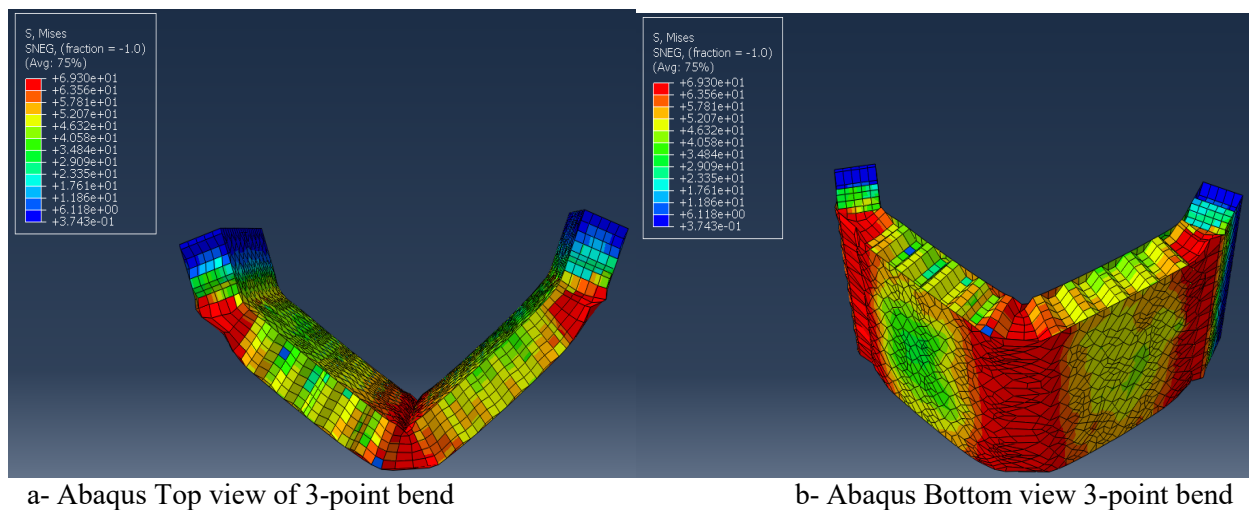 S, Mises
SNEG, (fraction = -1.0)
(Avg: 75%)
+6.930e+01
+6.356e+01
+5.781e+01
+5.207e+01
+4.632e+01
+4.058e+01
+3.484e+01
+2.909e+01
+2.335e+01
+1.761e+01
+1.186e+01
+6.118e+00
+3.743e-01
S, Mises
SNEG, (fraction = -1.0)
(Avg: 75%)
+6.930e+01
+6.356e+01
+5.781e+01
+5.207e+01
+4.632e+01
+4.058e+01
+3.484e+01
+2.909e+01
+2.335e+01
+1.761e+01
+1.186e+01
+6.118e+00
+3.743e-01
a- Abaqus Top view of 3-point bend
b- Abaqus Bottom view 3-point bend